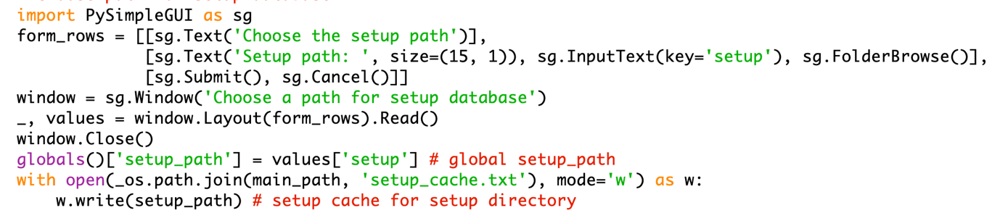 import PySimpleGUI as sg
form_rows = [[sg.Text('Choose the setup path')],
             [sg.Text('Setup path: ', size=(15, 1)), sg.InputText(key='setup'), sg.FolderBrowse()],
             [sg.Submit(), sg.Cancel()]]
window = sg.Window('Choose a path for setup database')
_, values = window.Layout(form_rows).Read()
window.Close()
globals()['setup_path'] = values['setup'] # global setup_path
with open(_os.path.join(main_path, 'setup_cache.txt'), mode='w') as w:
    w.write(setup_path) # setup cache for setup directory